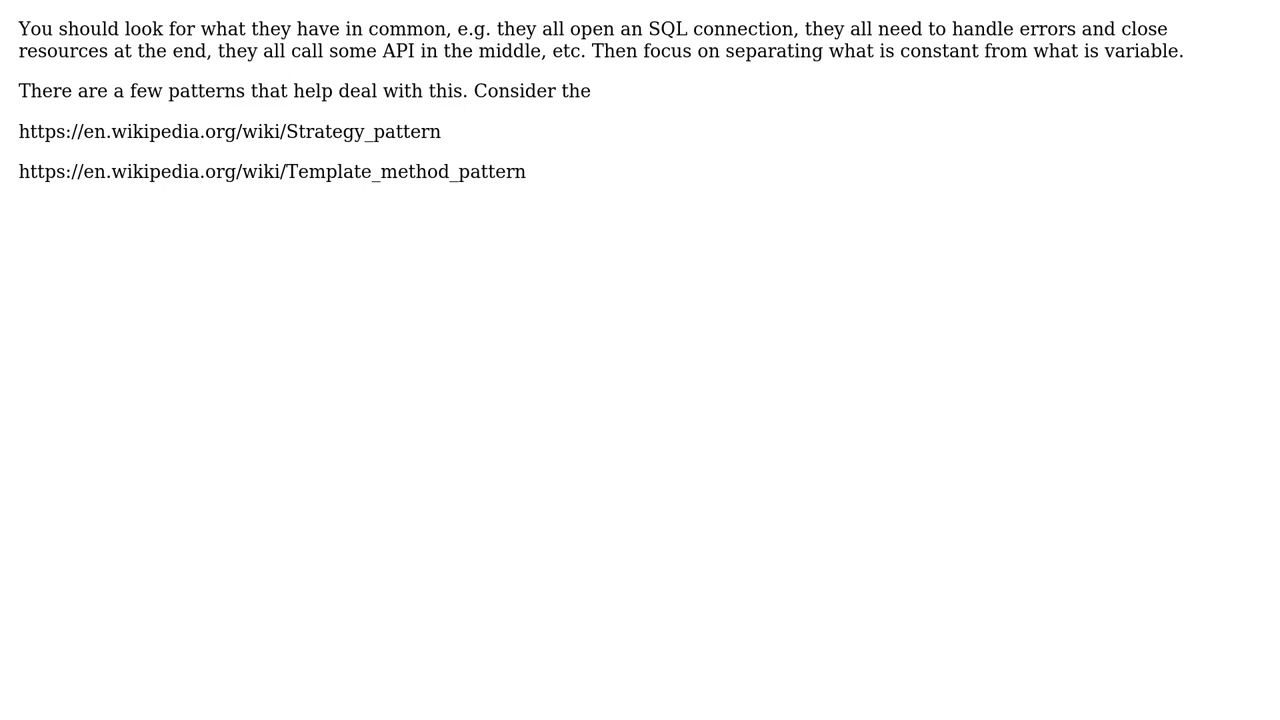 You should look for what they have in common, e.g. they all open an SQL connection, they all need to handle errors and close
resources at the end, they all call some API in the middle, etc. Then focus on separating what is constant from what is variable.
There are a few patterns that help deal with this. Consider the
https://en.wikipedia.org/wiki/Strategy_pattern
https://en.wikipedia.org/wiki/Template_method_pattern